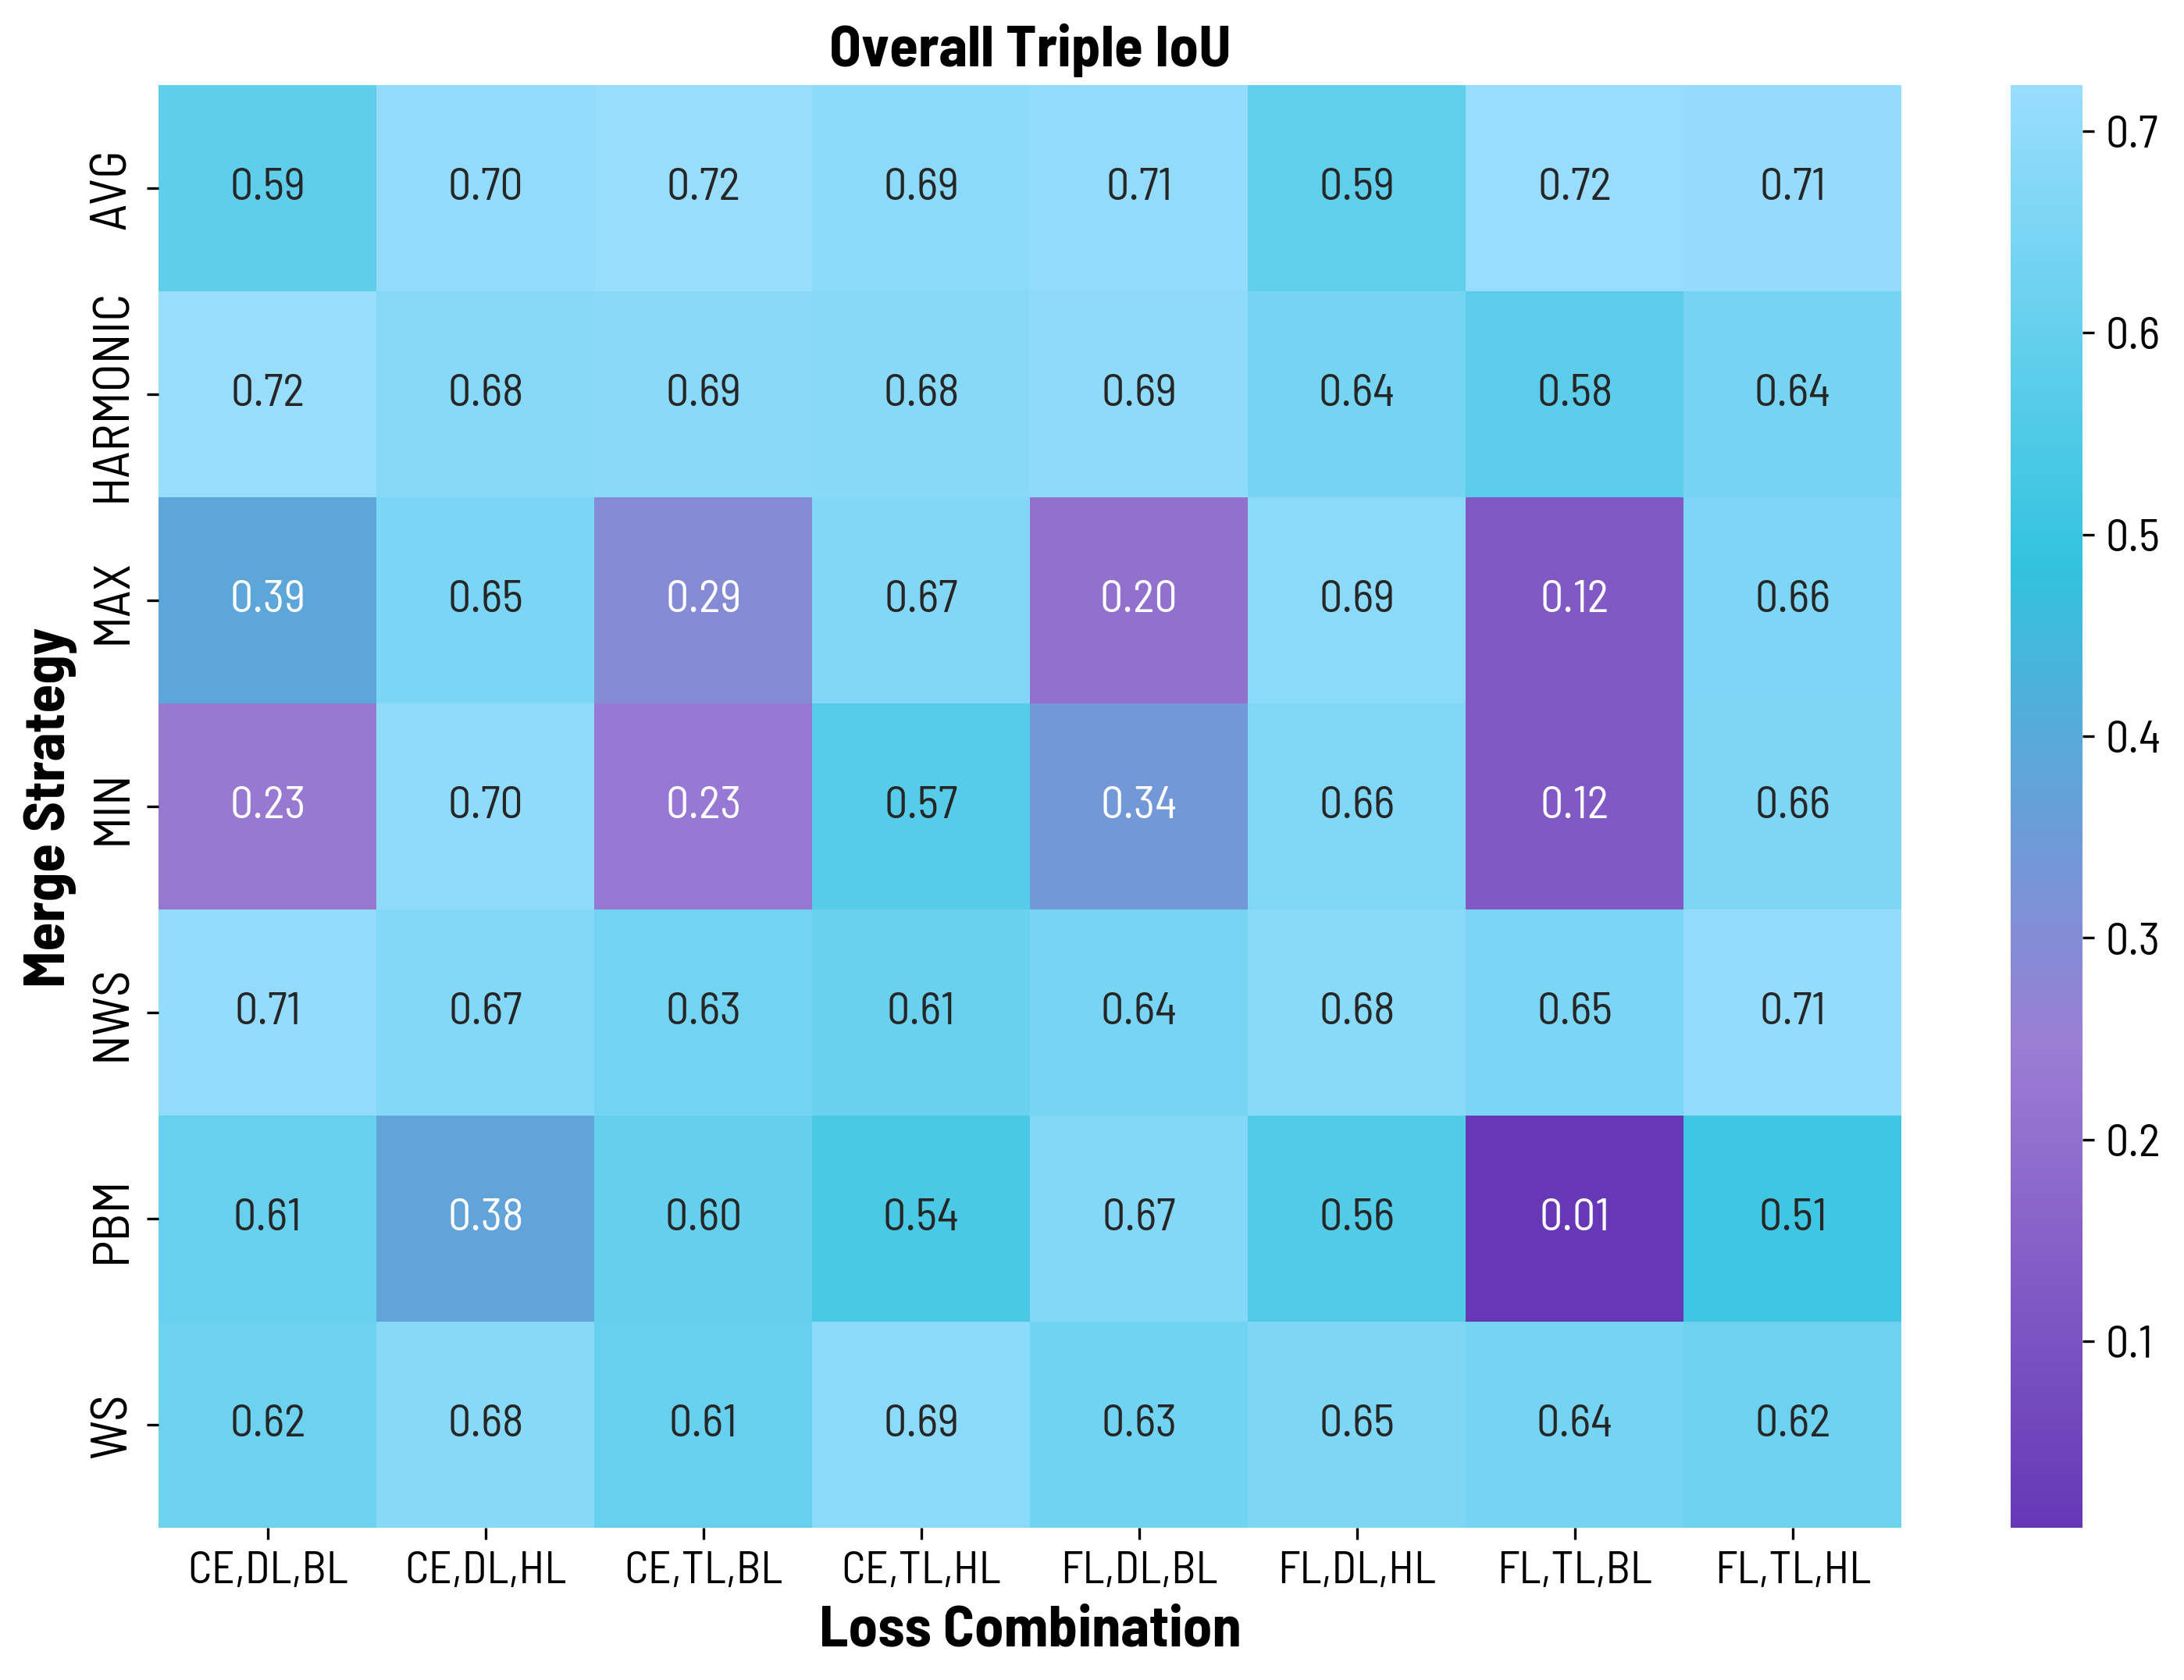 Overall Triple IoU
Merge Strategy
AVG 0.59 0.70 0.72 0.69 0.71 0.59 0.72 0.71
HARMONIC 0.72 0.68 0.69 0.68 0.69 0.64 0.58 0.64
MAX 0.39 0.65 0.29 0.67 0.20 0.69 0.12 0.66
MIN 0.23 0.70 0.23 0.57 0.34 0.66 0.12 0.66
NWS 0.71 0.67 0.63 0.61 0.64 0.68 0.65 0.71
PBM 0.61 0.38 0.60 0.54 0.67 0.56 0.01 0.51
WS 0.62 0.68 0.61 0.69 0.63 0.65 0.64 0.62
CE,DL,BL CE,DL,HL CE,TL,BL CE,TL,HL FL,DL,BL FL,DL,HL FL,TL,BL FL,TL,HL
Loss Combination
0.7
0.6
0.5
0.4
0.3
0.2
0.1